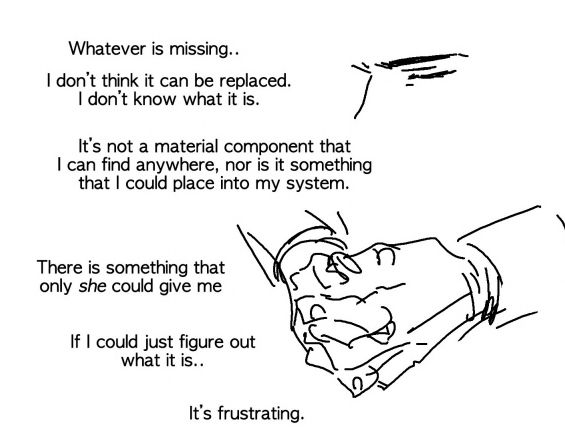 Whatever is missing..
I don't think it can be replaced.
I don't know what it is.
It's not a material component that
I can find anywhere, nor is it something
that I could place into my system.
There is something that
only she could give me
If I could just figure out
what it is..
It's frustrating.